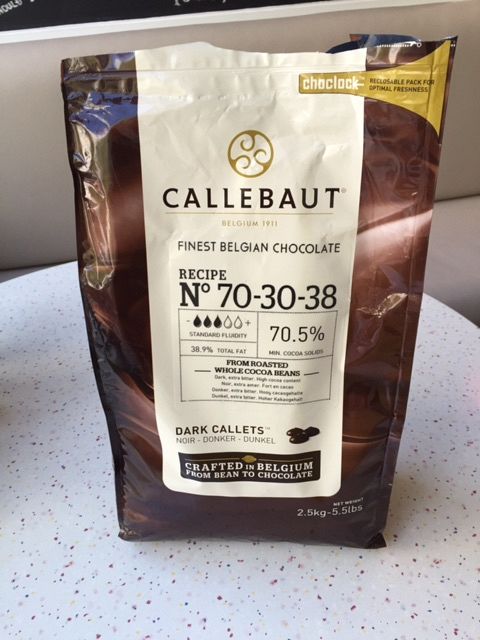 choclock
RECLOSABLE PACK FOR
OPTIMAL FRESHNESS
CALLEBAUT®
BELGIUM 1911
FINEST BELGIAN CHOCOLATE
RECIPE
N° 70-30-38
- +
STANDARD FLUIDITY
38.9% TOTAL FAT
70.5%
MIN. COCOA SOLIDS
FROM ROASTED
WHOLE COCOA BEANS
Dark, extra bitter. High cocoa content
Noir, extra amer. Fort en cacao
Donker, extra bitter. Hoog cacaogehalte
Dunkel, extra bitter. Hoher Kakaogehalt
DARK CALLETS™
NOIR - DONKER - DUNKEL
CRAFTED IN BELGIUM
FROM BEAN TO CHOCOLATE
NET WEIGHT
2.5kg-5.5lbs